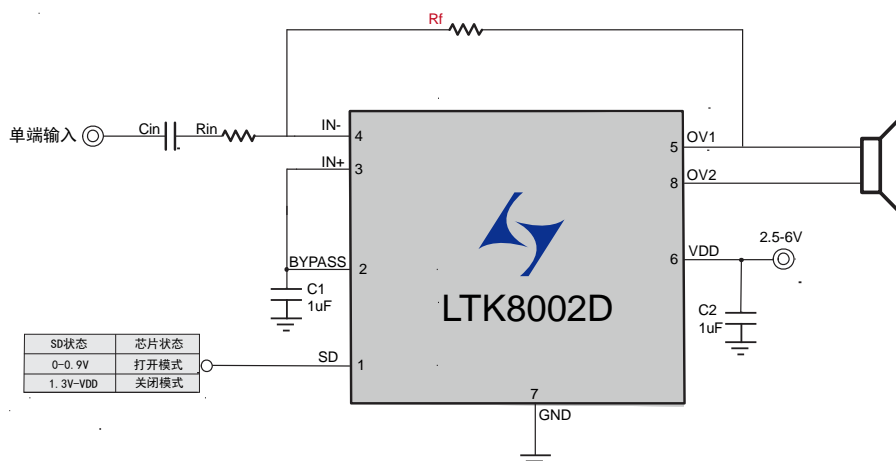 Rf
单端输入
Cin
Rin
IN-
4
IN+
3
5
OV1
8
OV2
BYPASS
2
C1
1uF
LTK8002D
6
VDD
2.5-6V
C2
1uF
SD状态 芯片状态
0-0.9V 打开模式
1.3V-VDD 关闭模式
SD
1
7
GND